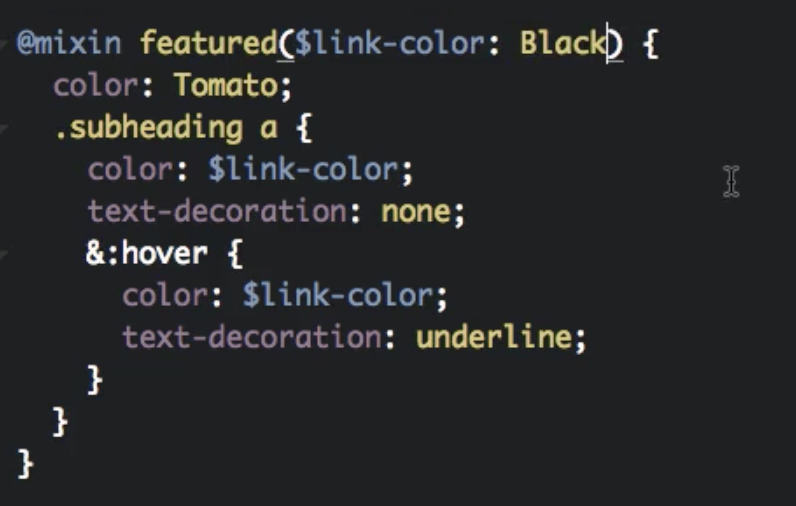 @mixin featured($link-color: Black) {
  color: Tomato;
  .subheading a {
    color: $link-color;
    text-decoration: none;
    &:hover {
      color: $link-color;
      text-decoration: underline;
    }
  }
}